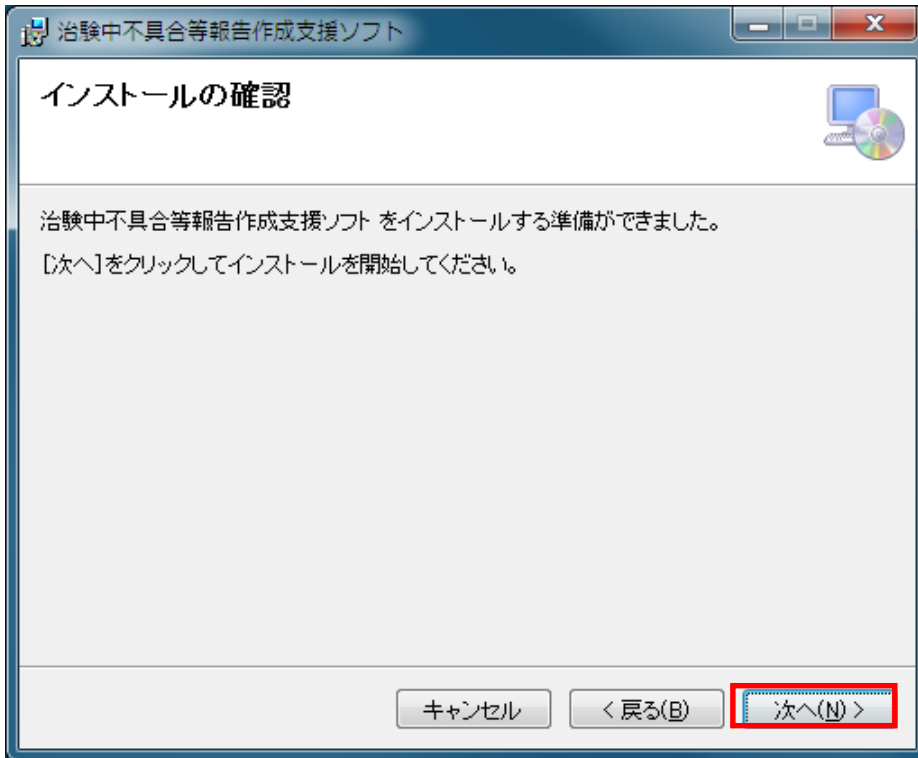 治験中不具合等報告作成支援ソフト
インストールの確認
治験中不具合等報告作成支援ソフト をインストールする準備ができました。
[次へ]をクリックしてインストールを開始してください。
キャンセル
< 戻る(B)
次へ(N) >